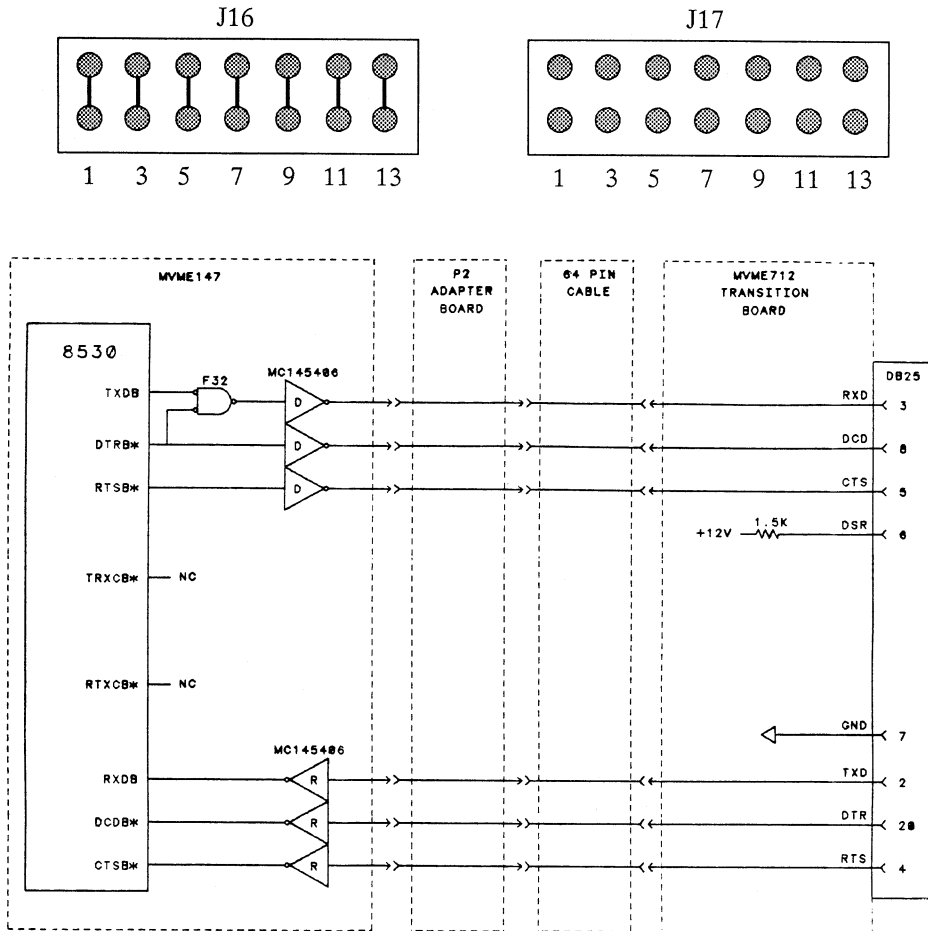 J16 J17
1 3 5 7 9 11 13 1 3 5 7 9 11 13
MVME147 P2 ADAPTER BOARD 64 PIN CABLE MVME712 TRANSITION BOARD
8530
MC145406
DB25
TXDB F32 D RXD 3
DTRB* D DCD 8
RTSB* D CTS 5
+12V 1.5K DSR 6
TRXCB* NC
RTXCB* NC
GND 7
MC145406
RXDB R TXD 2
DCDB* R DTR 20
CTSB* R RTS 4